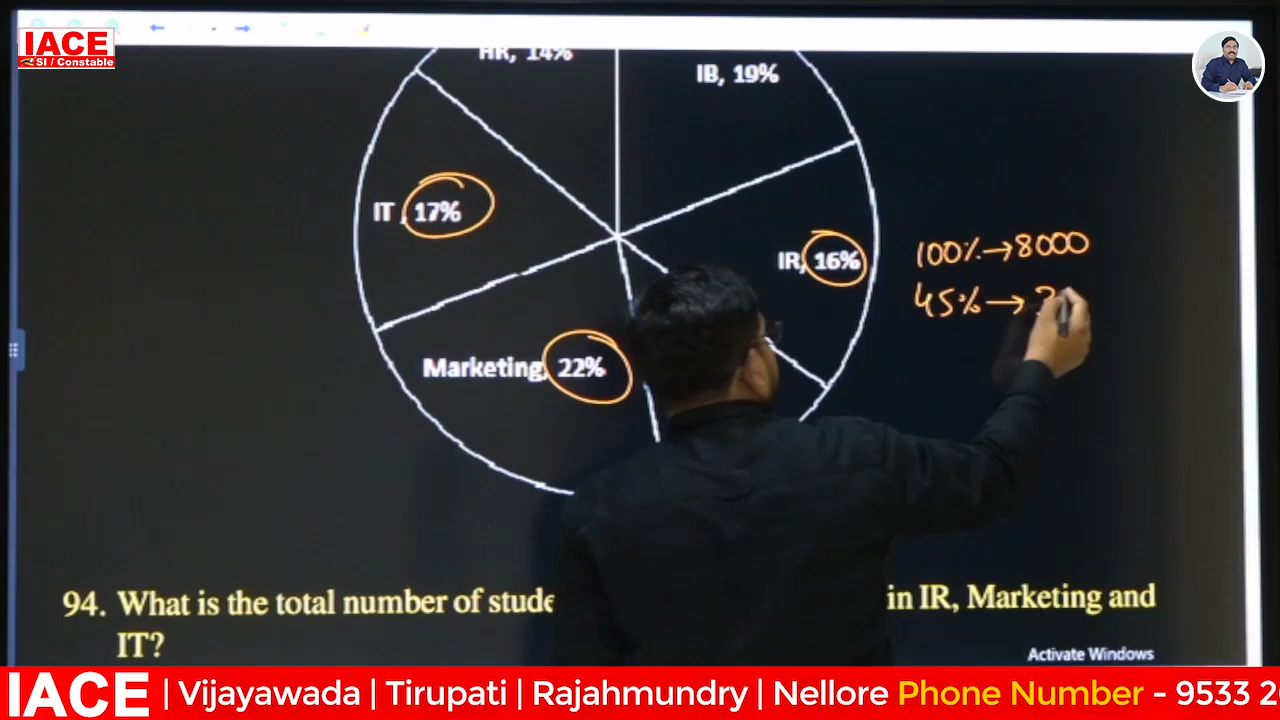 IACE
SI / Constable
HR, 14%
IB, 19%
IT, 17%
IR, 16%
100% → 8000
45% →
Marketing, 22%
94. What is the total number of in IR, Marketing and
IT?
Activate Windows
IACE | Vijayawada | Tirupati | Rajahmundry | Nellore Phone Number - 9533 2